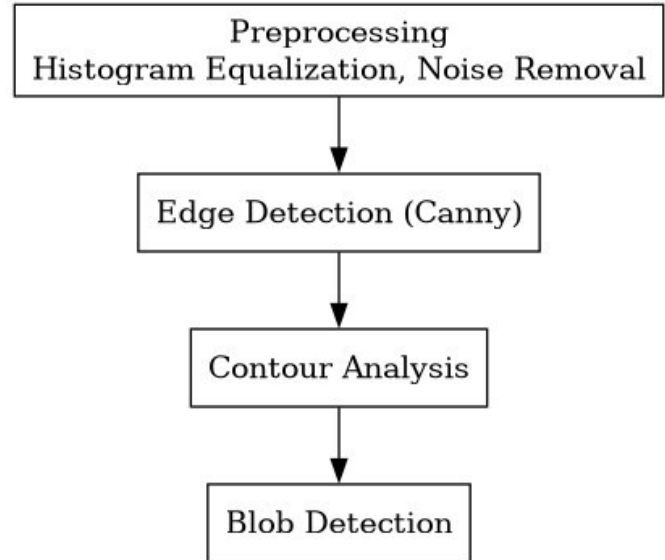 Preprocessing
Histogram Equalization, Noise Removal
Edge Detection (Canny)
Contour Analysis
Blob Detection